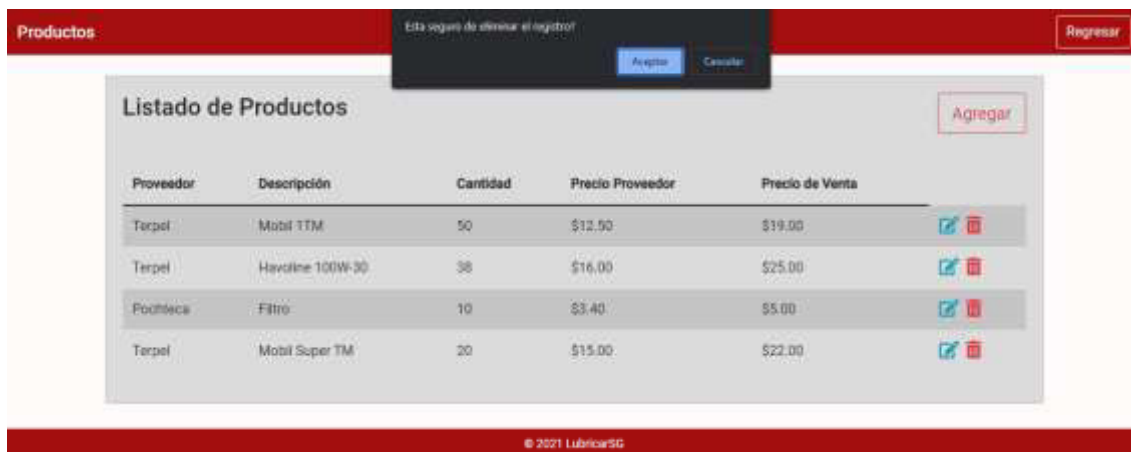 Productos
Esta seguro de eliminar el registro?
Aceptar Cancelar
Regresar
Listado de Productos
Agregar
Proveedor Descripción Cantidad Precio Proveedor Precio de Venta
Terpel Mobil 1TM 50 $12.50 $19.00
Terpel Havoline 100W-30 38 $16.00 $25.00
Pochteca Filtro 10 $3.40 $5.00
Terpel Mobil Super TM 20 $15.00 $22.00
© 2021 LubricarSG